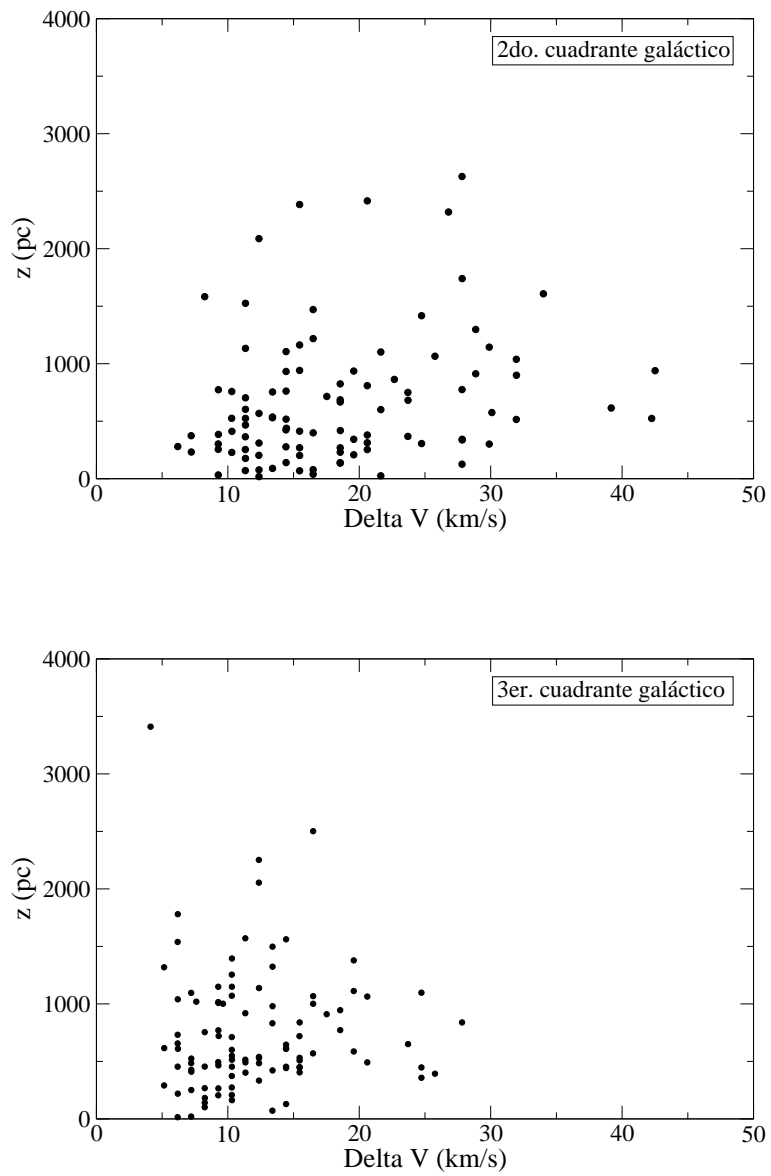 4000
2do. cuadrante galáctico
3000
z (pc)
2000
1000
0
0 10 20 30 40 50
Delta V (km/s)
4000
3er. cuadrante galáctico
3000
z (pc)
2000
1000
0
0 10 20 30 40 50
Delta V (km/s)